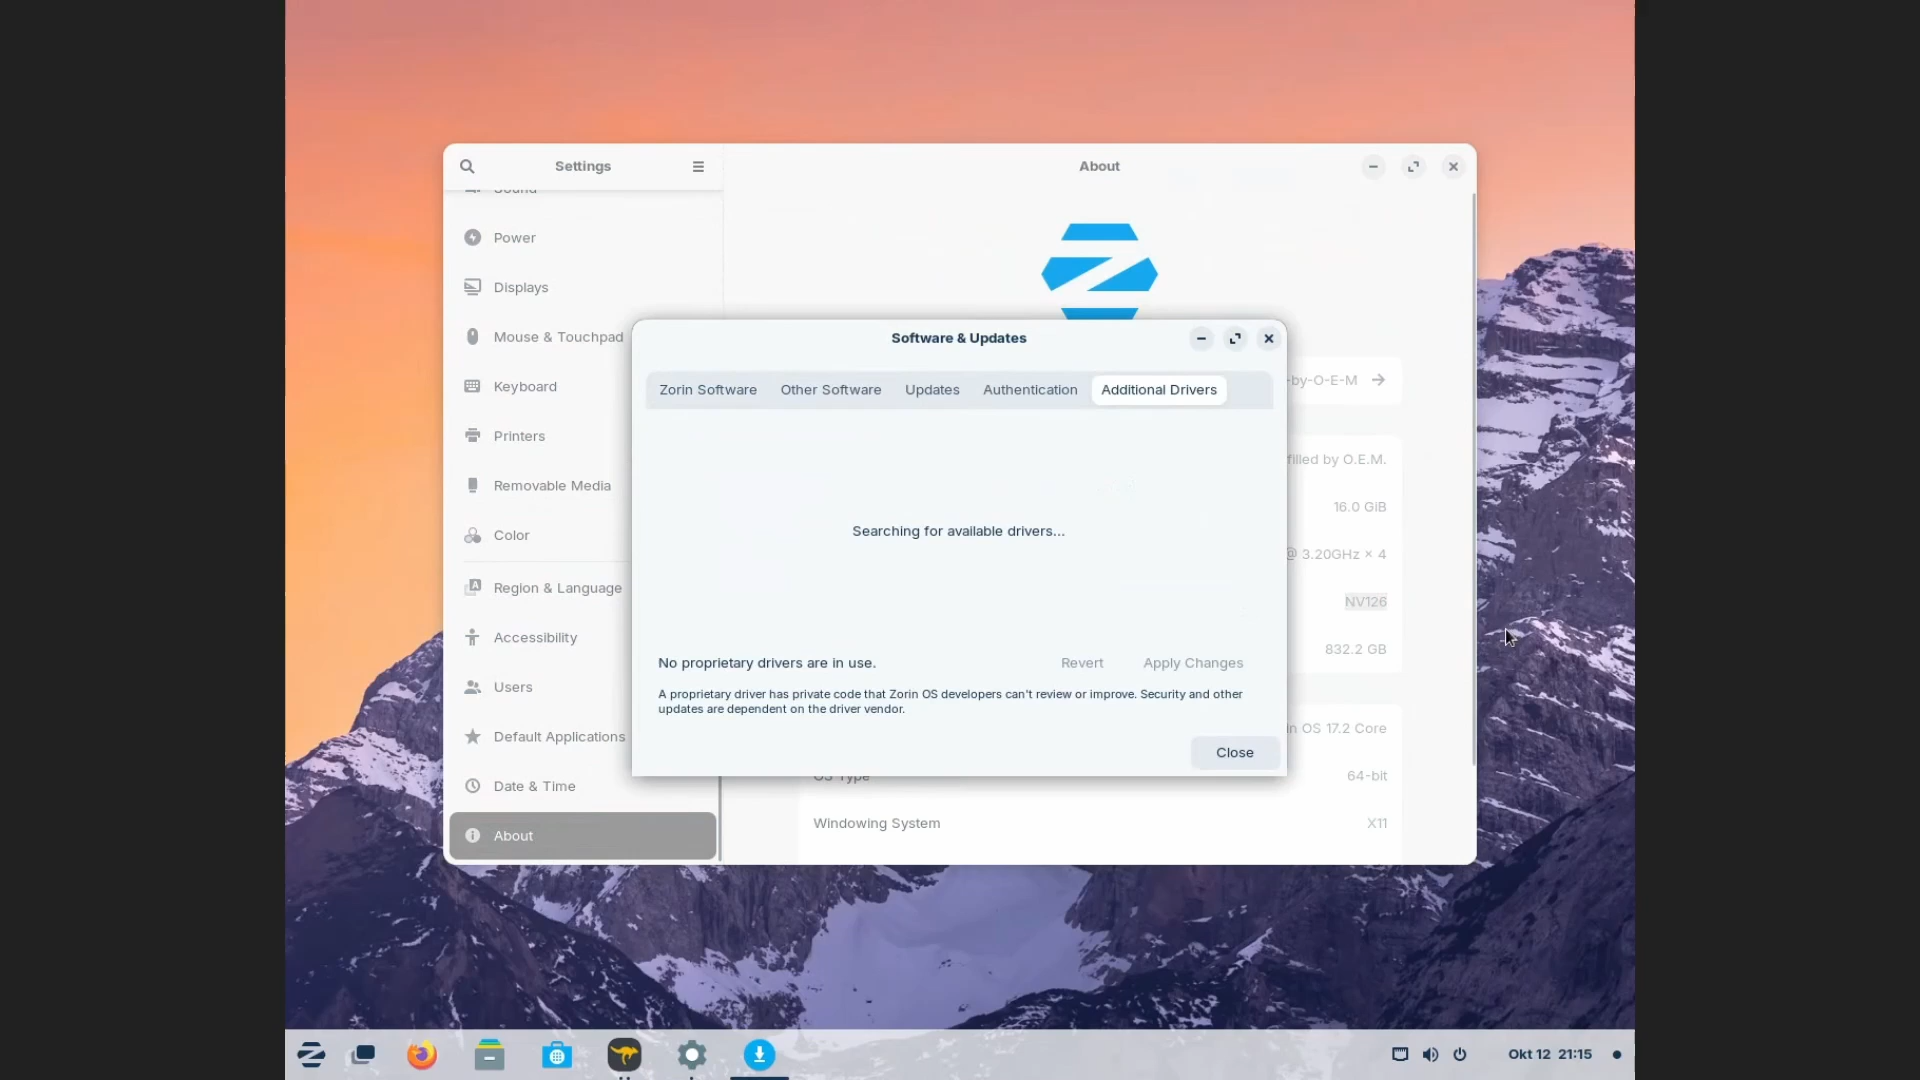 Settings
About
Sound
Power
Displays
Mouse & Touchpad
Keyboard
Printers
Removable Media
Color
Region & Language
Accessibility
Users
Default Applications
Date & Time
About
Software & Updates
Zorin Software
Other Software
Updates
Authentication
Additional Drivers
Searching for available drivers...
No proprietary drivers are in use.
Revert
Apply Changes
A proprietary driver has private code that Zorin OS developers can't review or improve. Security and other
updates are dependent on the driver vendor.
Close
-by-O-E-M
filled by O.E.M.
16.0 GiB
@ 3.20GHz × 4
NV126
832.2 GB
in OS 17.2 Core
OS Type
64-bit
Windowing System
X11
Okt 12 21:15